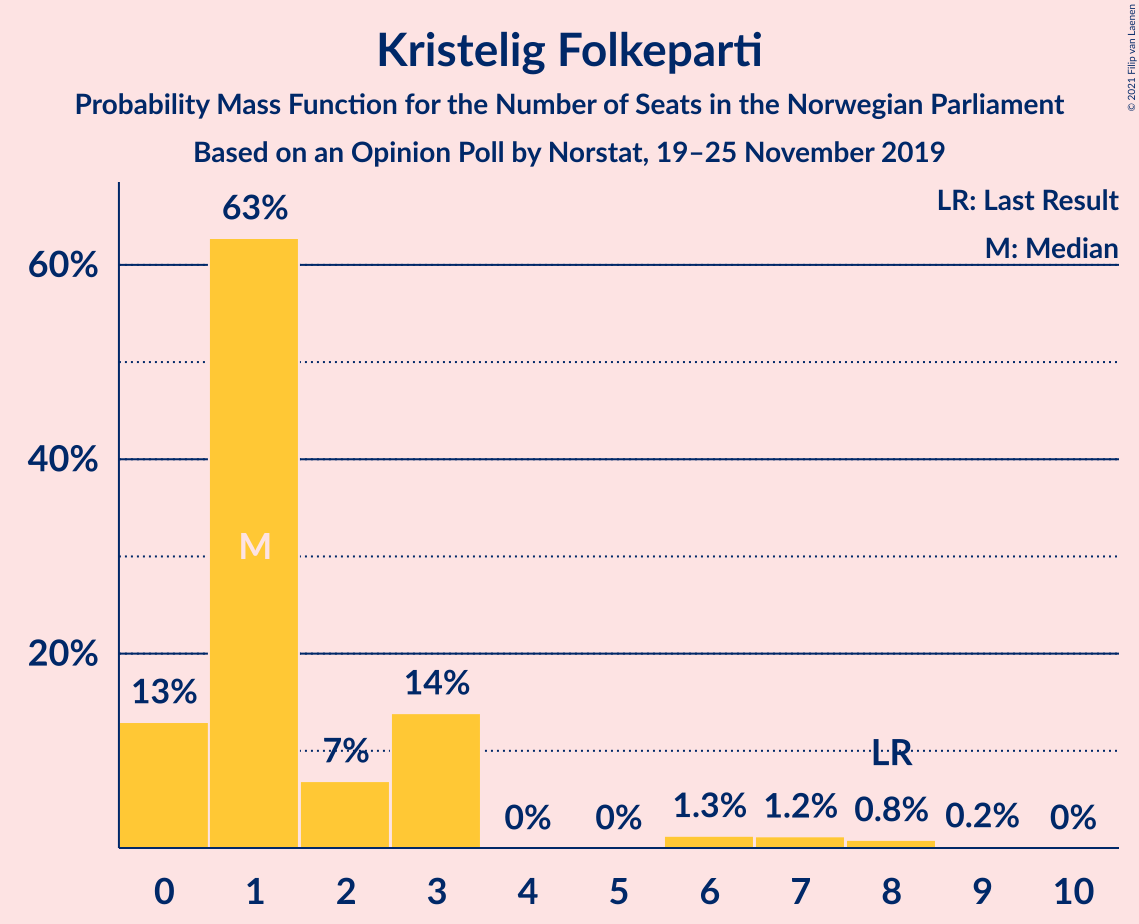 Kristelig Folkeparti
Probability Mass Function for the Number of Seats in the Norwegian Parliament
Based on an Opinion Poll by Norstat, 19–25 November 2019
© 2021 Filip van Laenen
LR: Last Result
M: Median
63%
60%
40%
M
20%
13%
14%
7%
LR
0%
0%
1.3%
1.2%
0.8%
0.2%
0%
0 1 2 3 4 5 6 7 8 9 10